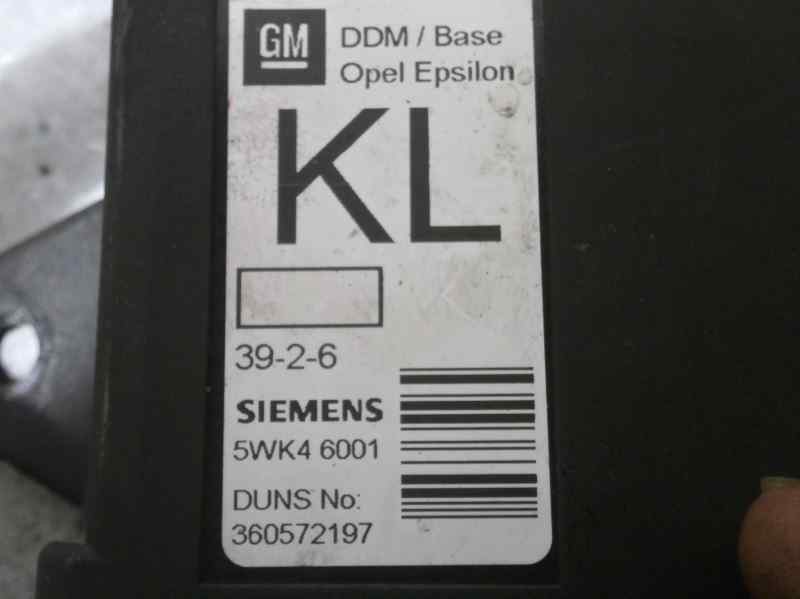 GM
DDM / Base
Opel Epsilon
KL
39-2-6
SIEMENS
5WK4 6001
DUNS No:
360572197